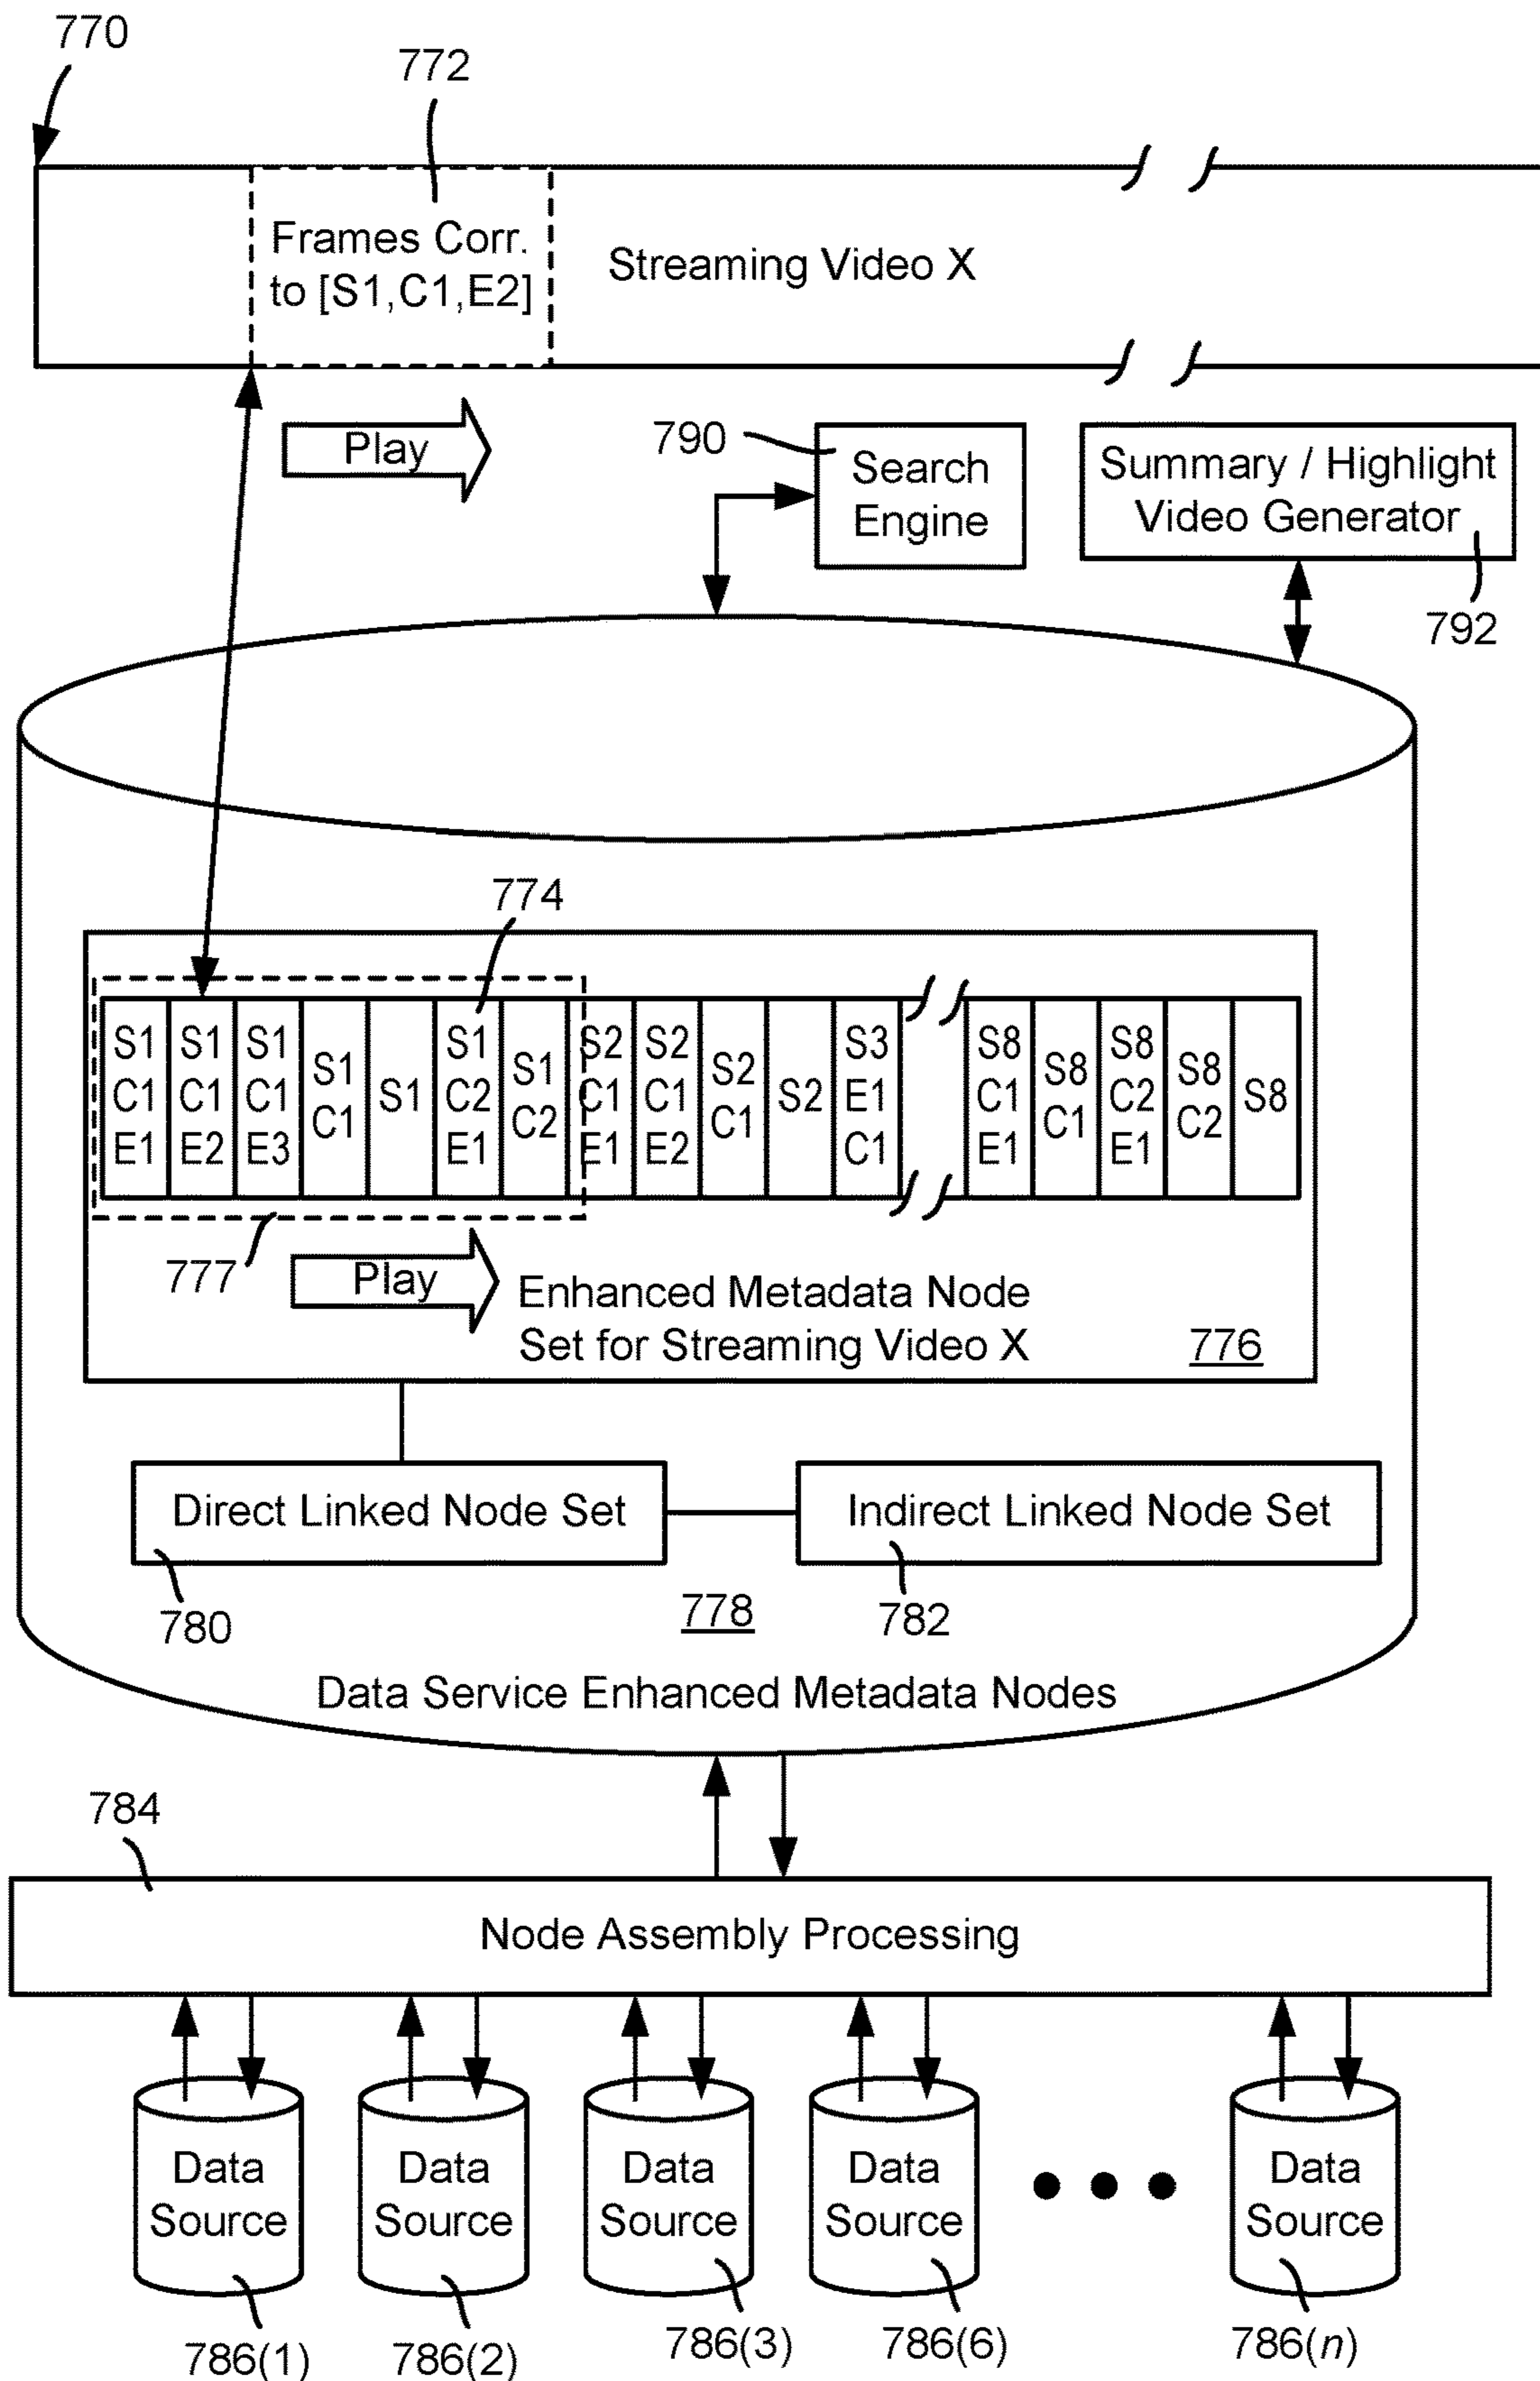 770
772
Frames Corr.
to [S1,C1,E2]
Streaming Video X
Play
790
Search
Engine
Summary / Highlight
Video Generator
792
774
S1
C1
E1
S1
C1
E2
S1
C1
E3
S1
C1
S1
S1
C2
E1
S1
C2
S2
C1
E1
S2
C1
E2
S2
C1
S2
S3
E1
C1
S8
C1
E1
S8
C1
S8
C2
E1
S8
C2
S8
777
Play
Enhanced Metadata Node
Set for Streaming Video X
776
Direct Linked Node Set
Indirect Linked Node Set
780
778
782
Data Service Enhanced Metadata Nodes
784
Node Assembly Processing
Data
Source
Data
Source
Data
Source
Data
Source
Data
Source
786(1)
786(2)
786(3)
786(6)
786(n)